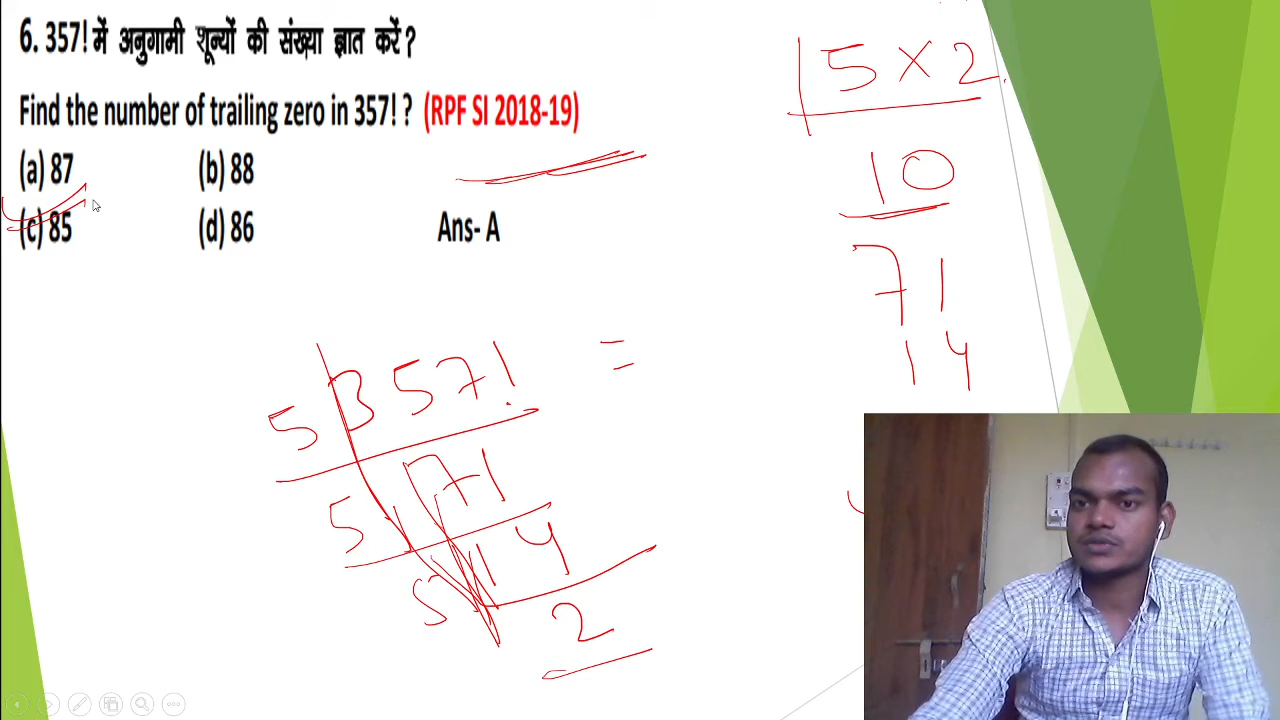 6. 357! में अनुगामी शून्यों की संख्या ज्ञात करें ?
Find the number of trailing zero in 357! ? (RPF SI 2018-19)
(a) 87 (b) 88
(c) 85 (d) 86 Ans- A
5 × 2
10
71
14
5 357! =
5 71
5 14
2